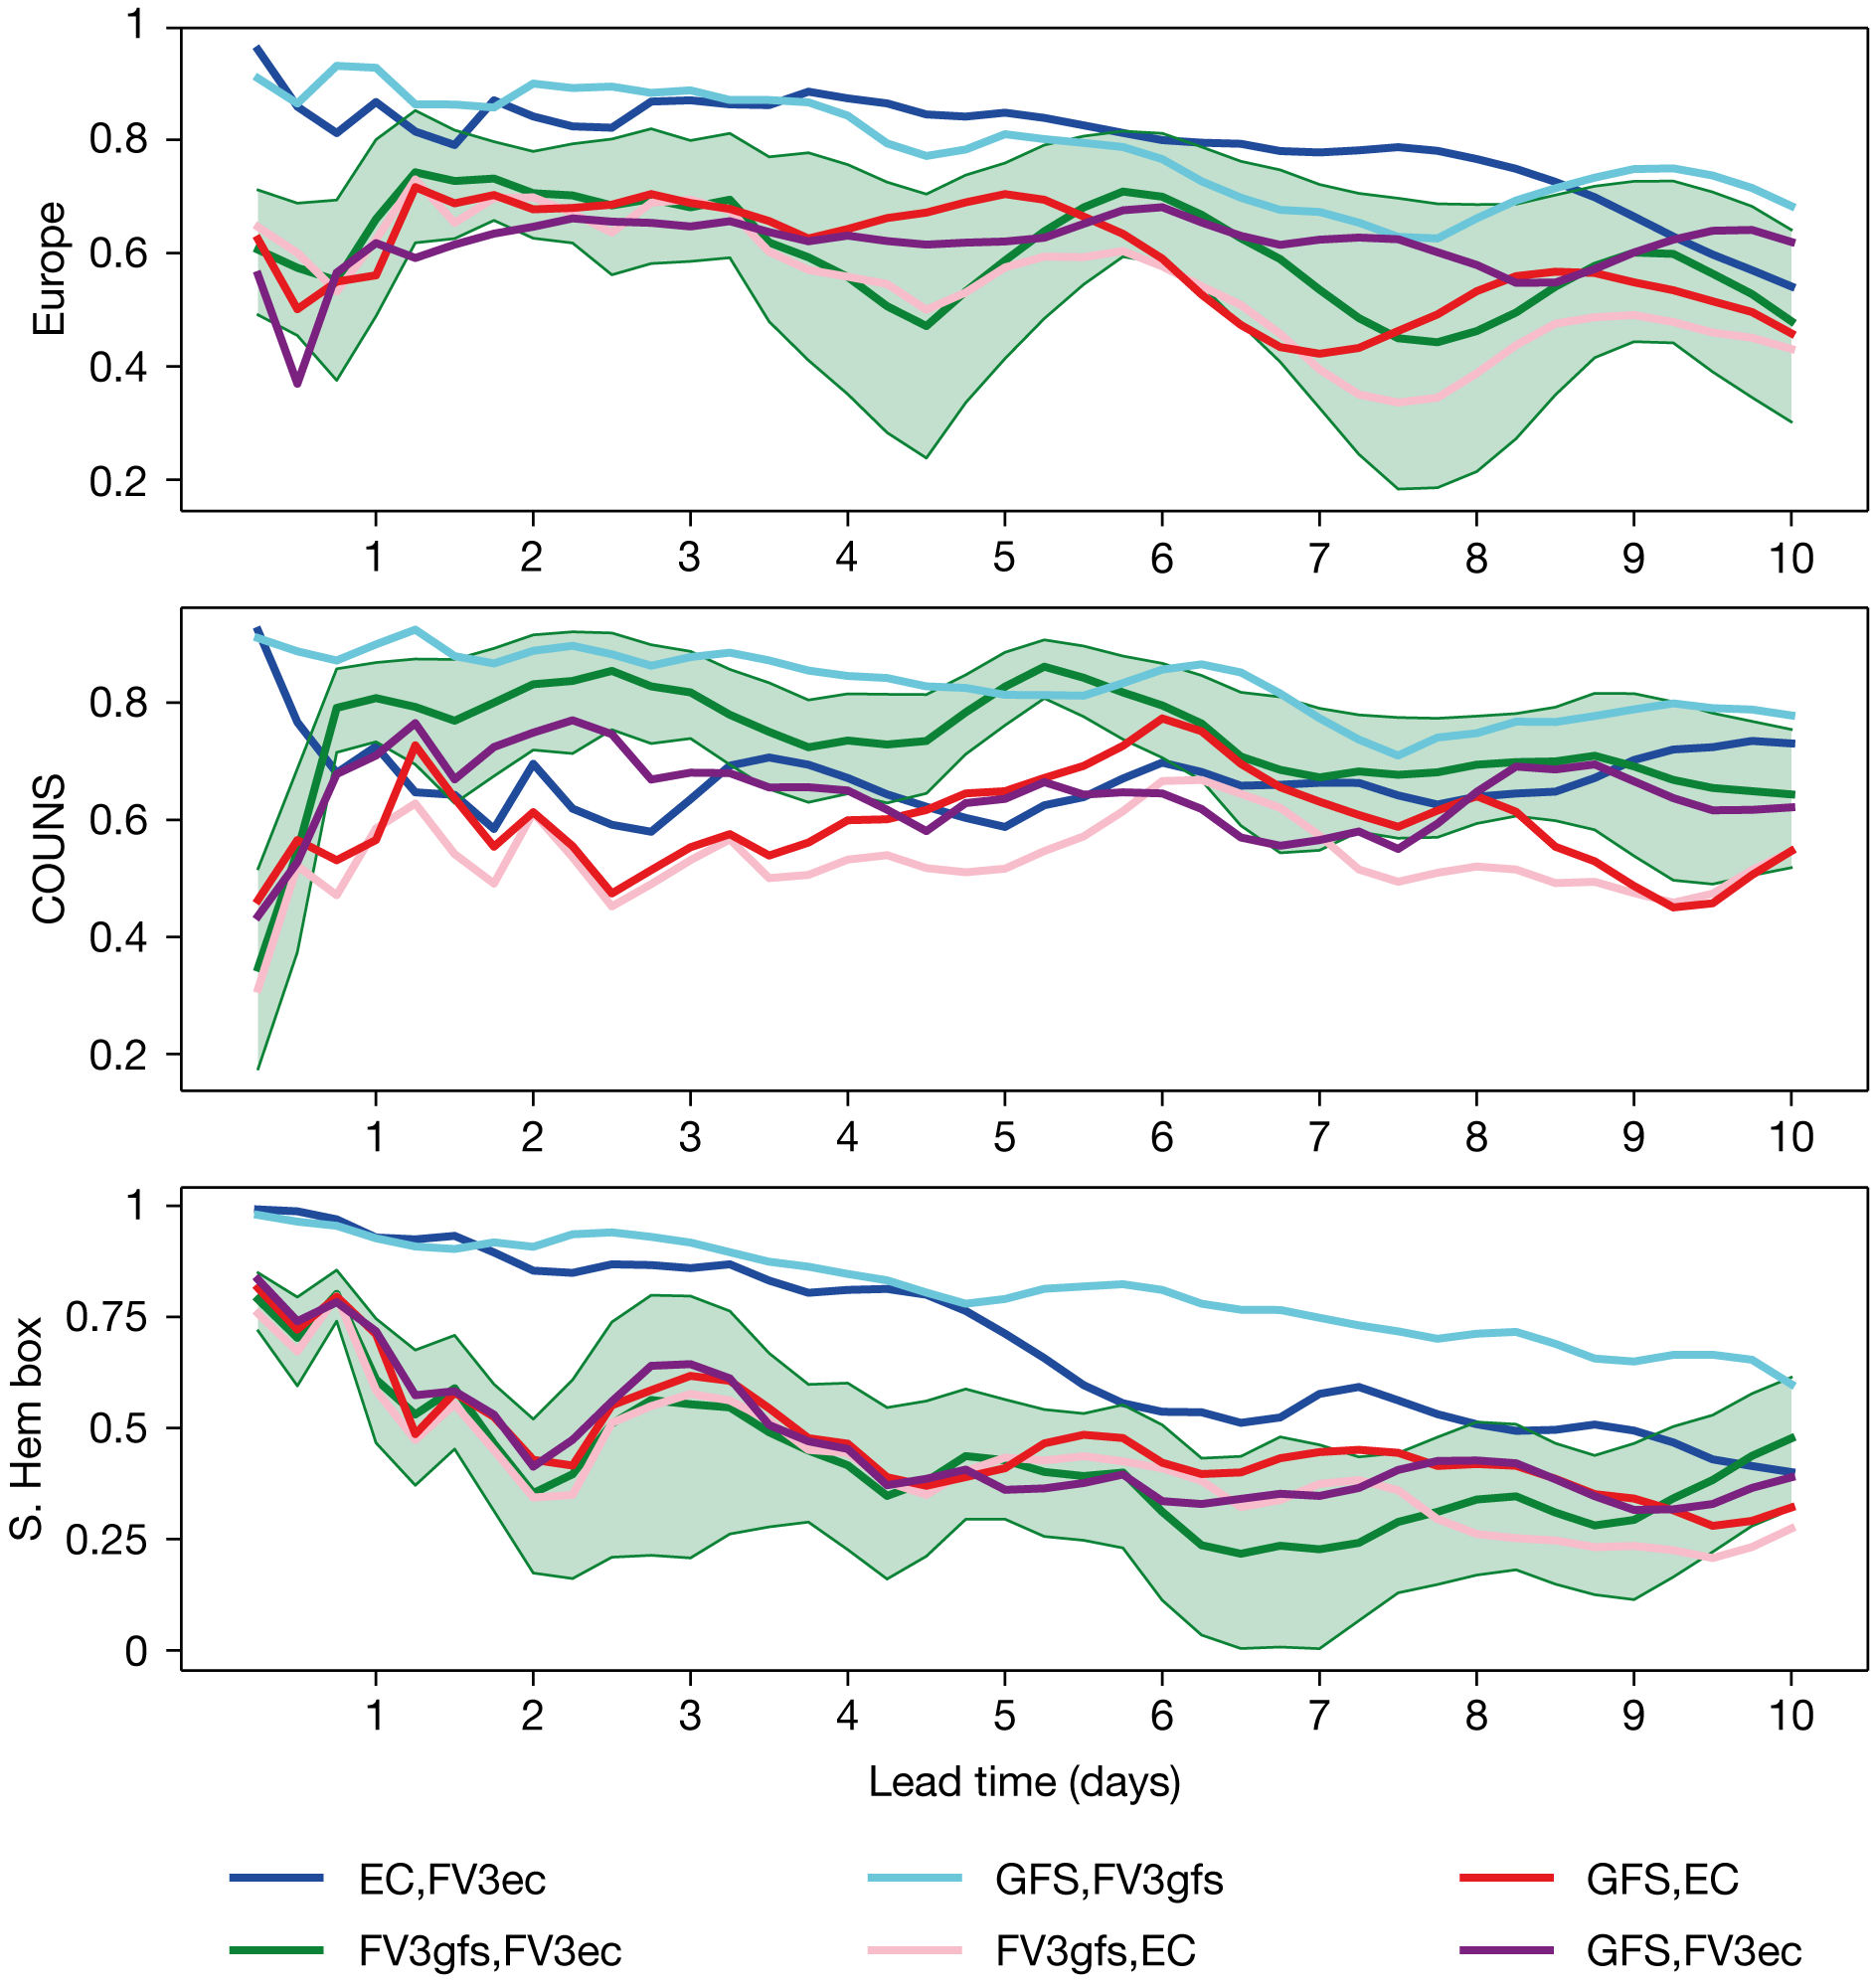 1
0.8
0.6
0.4
0.2
Europe
1 2 3 4 5 6 7 8 9 10
0.8
0.6
0.4
0.2
COUNS
1 2 3 4 5 6 7 8 9 10
1
0.75
0.5
0.25
0
S. Hem box
1 2 3 4 5 6 7 8 9 10
Lead time (days)
EC,FV3ec GFS,FV3gfs GFS,EC
FV3gfs,FV3ec FV3gfs,EC GFS,FV3ec